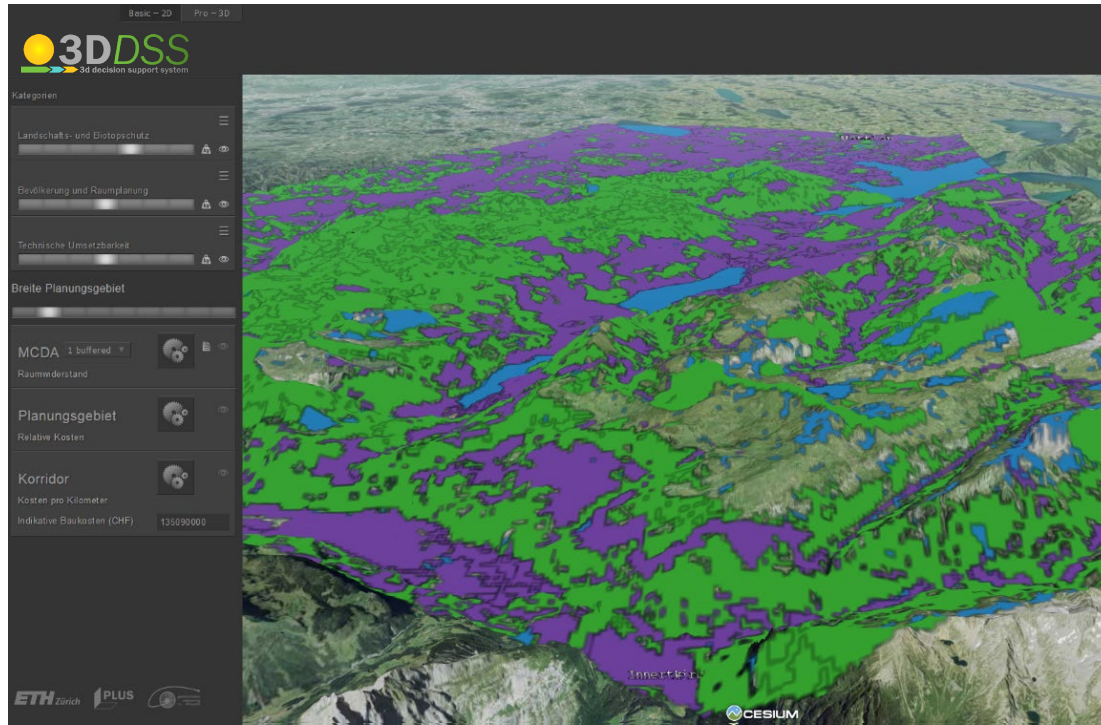 Basic – 2D Pro – 3D
3DDSS
3d decision support system
Kategorien
Landschafts- und Biotopschutz
Bevölkerung und Raumplanung
Technische Umsetzbarkeit
Breite Planungsgebiet
MCDA 1 buffered
Raumwiderstand
Planungsgebiet
Relative Kosten
Korridor
Kosten pro Kilometer
Indikative Baukosten (CHF) 135090000
Innertkir
ETH Zürich PLUS
CESIUM